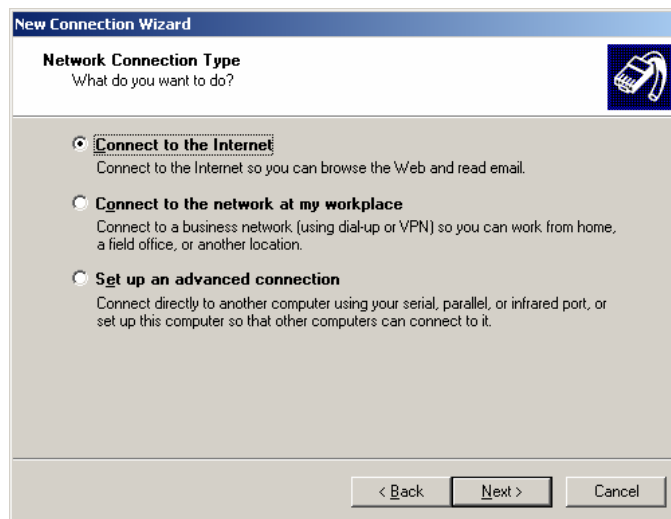 New Connection Wizard
Network Connection Type
What do you want to do?
Connect to the Internet
Connect to the Internet so you can browse the Web and read email.
Connect to the network at my workplace
Connect to a business network (using dial-up or VPN) so you can work from home,
a field office, or another location.
Set up an advanced connection
Connect directly to another computer using your serial, parallel, or infrared port, or
set up this computer so that other computers can connect to it.
< Back Next > Cancel